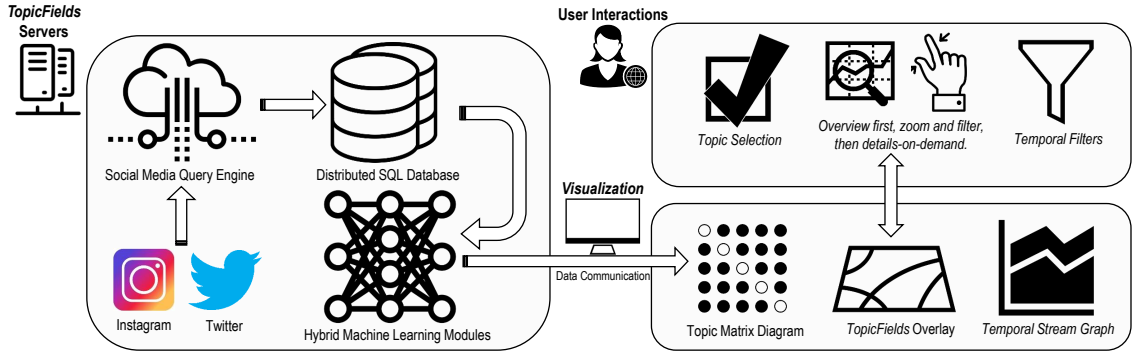 TopicFields
Servers
Social Media Query Engine
Distributed SQL Database
Instagram
Twitter
Hybrid Machine Learning Modules
User Interactions
Topic Selection
Overview first, zoom and filter,
then details-on-demand.
Temporal Filters
Visualization
Data Communication
Topic Matrix Diagram
TopicFields Overlay
Temporal Stream Graph